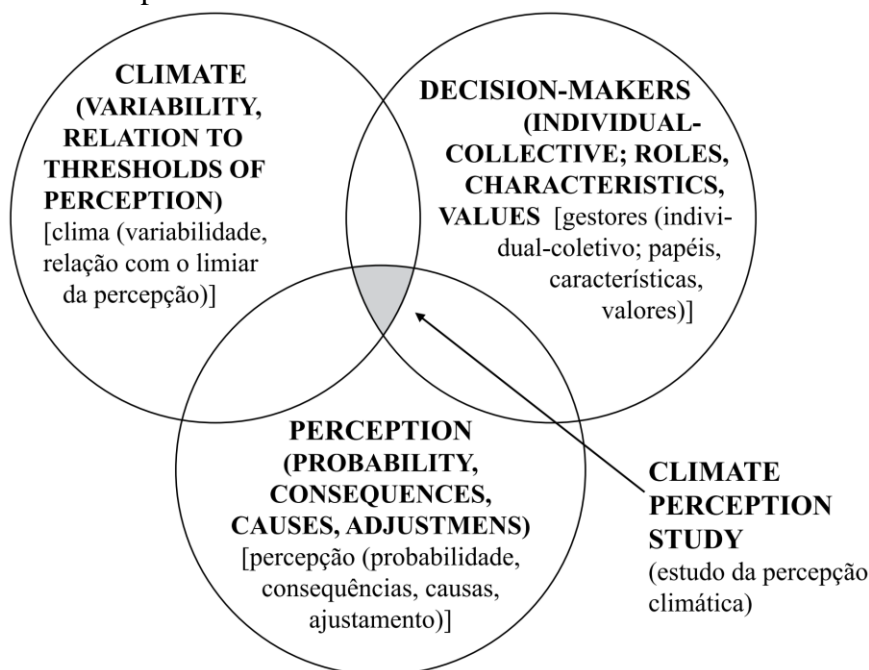 CLIMATE
(VARIABILITY,
RELATION TO
THRESHOLDS OF
PERCEPTION)
[clima (variabilidade,
relação com o limiar
da percepção)]
DECISION-MAKERS
(INDIVIDUAL-
COLLECTIVE; ROLES,
CHARACTERISTICS,
VALUES [gestores (indivi-
dual-coletivo; papéis,
características,
valores)]
PERCEPTION
(PROBABILITY,
CONSEQUENCES,
CAUSES, ADJUSTMENS)
[percepção (probabilidade,
consequências, causas,
ajustamento)]
CLIMATE
PERCEPTION
STUDY
(estudo da percepção
climática)